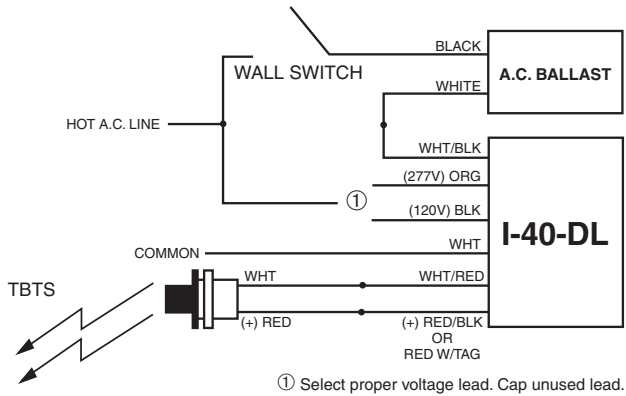 BLACK
A.C. BALLAST
WALL SWITCH
WHITE
HOT A.C. LINE
WHT/BLK
(277V) ORG
①
(120V) BLK
I-40-DL
WHT
COMMON
WHT
WHT/RED
TBTS
(+) RED
(+) RED/BLK
OR
RED W/TAG
① Select proper voltage lead. Cap unused lead.